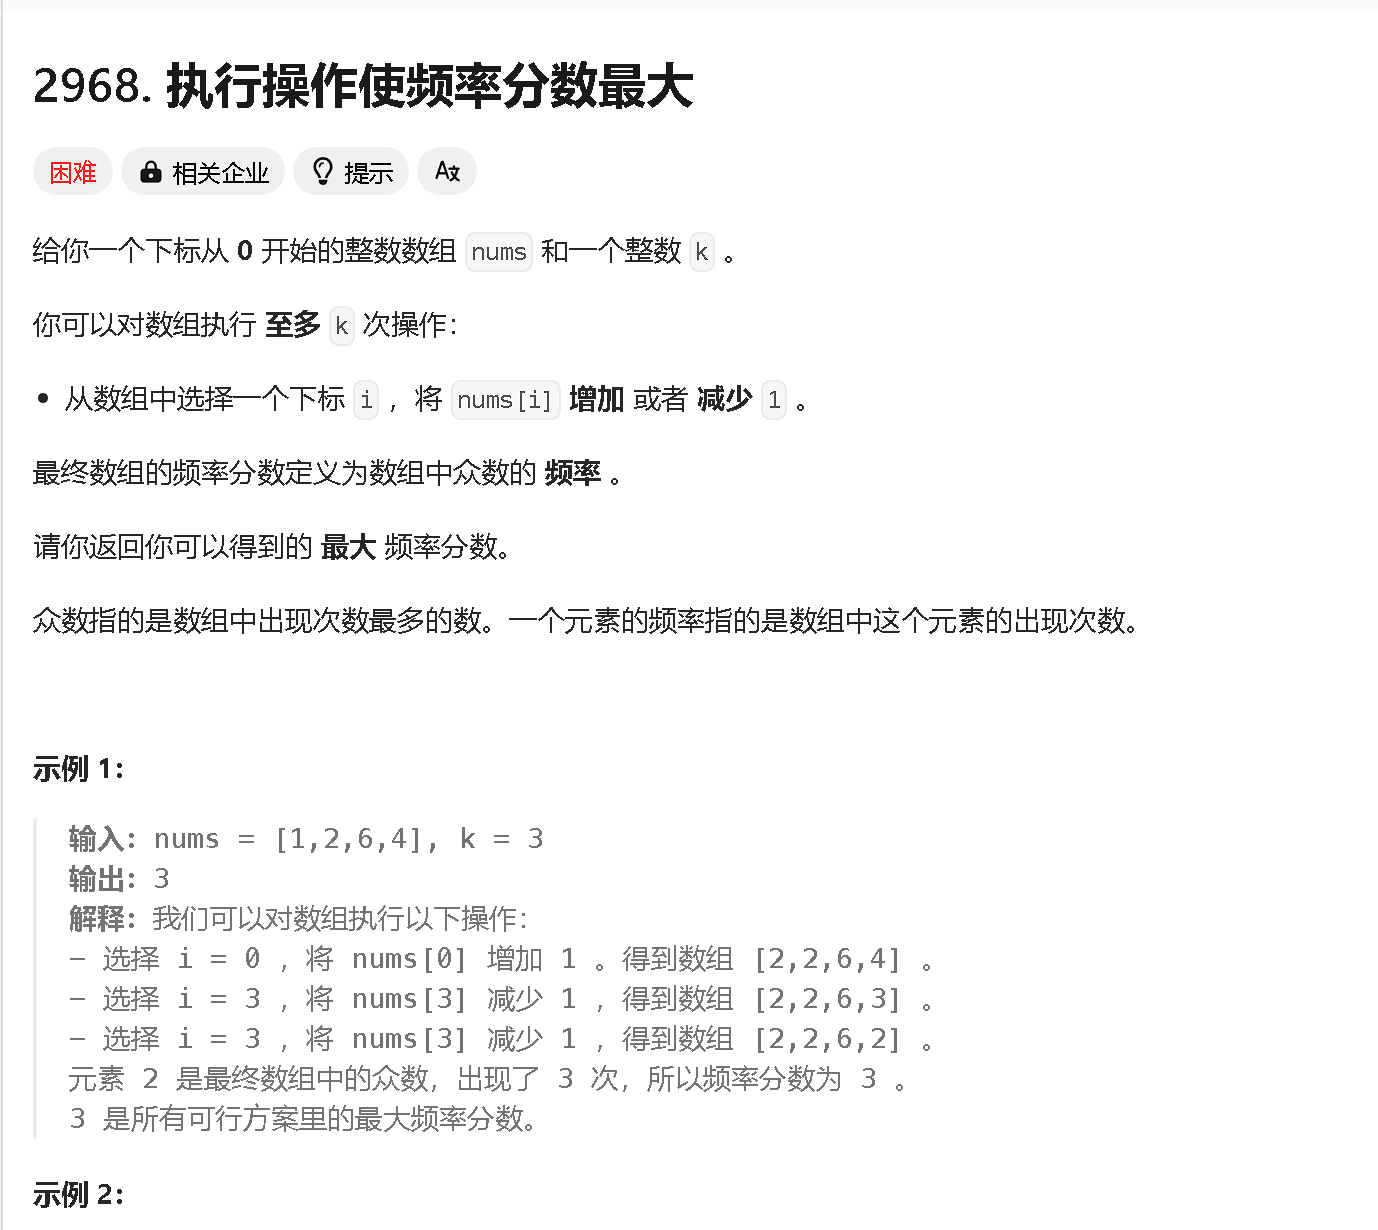 2968. 执行操作使频率分数最大
困难 相关企业 提示
给你一个下标从 0 开始的整数数组 nums 和一个整数 k 。
你可以对数组执行 至多 k 次操作：
• 从数组中选择一个下标 i ，将 nums[i] 增加 或者 减少 1 。
最终数组的频率分数定义为数组中众数的 频率 。
请你返回你可以得到的 最大 频率分数。
众数指的是数组中出现次数最多的数。一个元素的频率指的是数组中这个元素的出现次数。
示例 1：
输入：nums = [1,2,6,4], k = 3
输出：3
解释：我们可以对数组执行以下操作：
- 选择 i = 0 ，将 nums[0] 增加 1 。得到数组 [2,2,6,4] 。
- 选择 i = 3 ，将 nums[3] 减少 1 ，得到数组 [2,2,6,3] 。
- 选择 i = 3 ，将 nums[3] 减少 1 ，得到数组 [2,2,6,2] 。
元素 2 是最终数组中的众数，出现了 3 次，所以频率分数为 3 。
3 是所有可行方案里的最大频率分数。
示例 2：